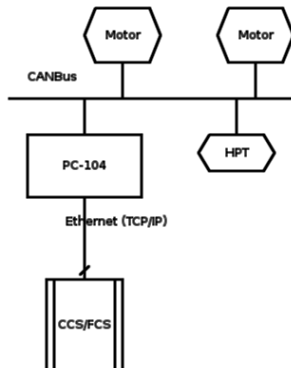 Motor
Motor
CANBus
PC-104
HPT
Ethernet (TCP/IP)
CCS/FCS